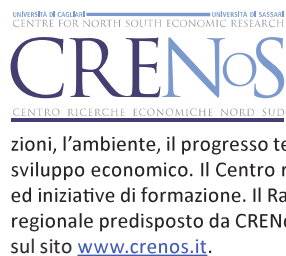 UNIVERSITÀ DI CAGLIARI UNIVERSITÀ DI SASSARI
CENTRE FOR NORTH SOUTH ECONOMIC RESEARCH
CRENoS
CENTRO RICERCHE ECONOMICHE NORD SUD
zioni, l'ambiente, il progresso te
sviluppo economico. Il Centro r
ed iniziative di formazione. Il Ra
regionale predisposto da CREN
sul sito www.crenos.it.